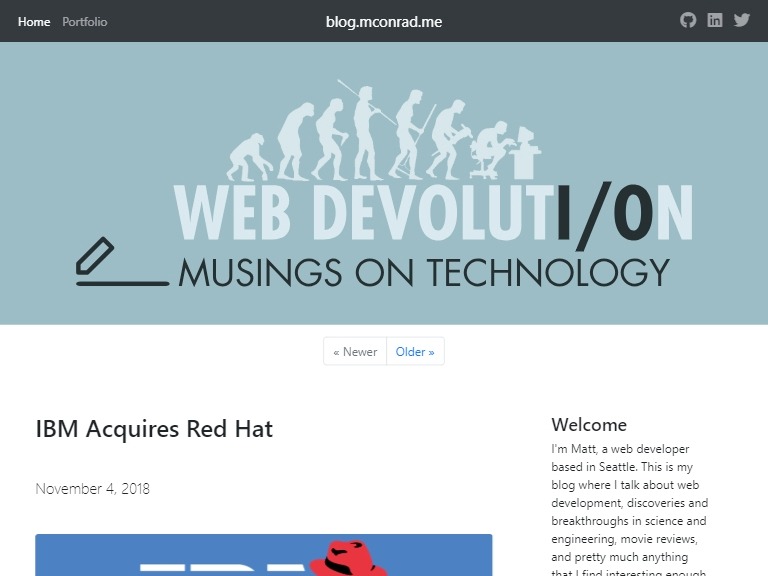 Home Portfolio blog.mconrad.me
WEB DEVOLUTI/ON
MUSINGS ON TECHNOLOGY
« Newer Older »
IBM Acquires Red Hat
November 4, 2018
Welcome
I'm Matt, a web developer
based in Seattle. This is my
blog where I talk about web
development, discoveries and
breakthroughs in science and
engineering, movie reviews,
and pretty much anything
that I find interesting enough